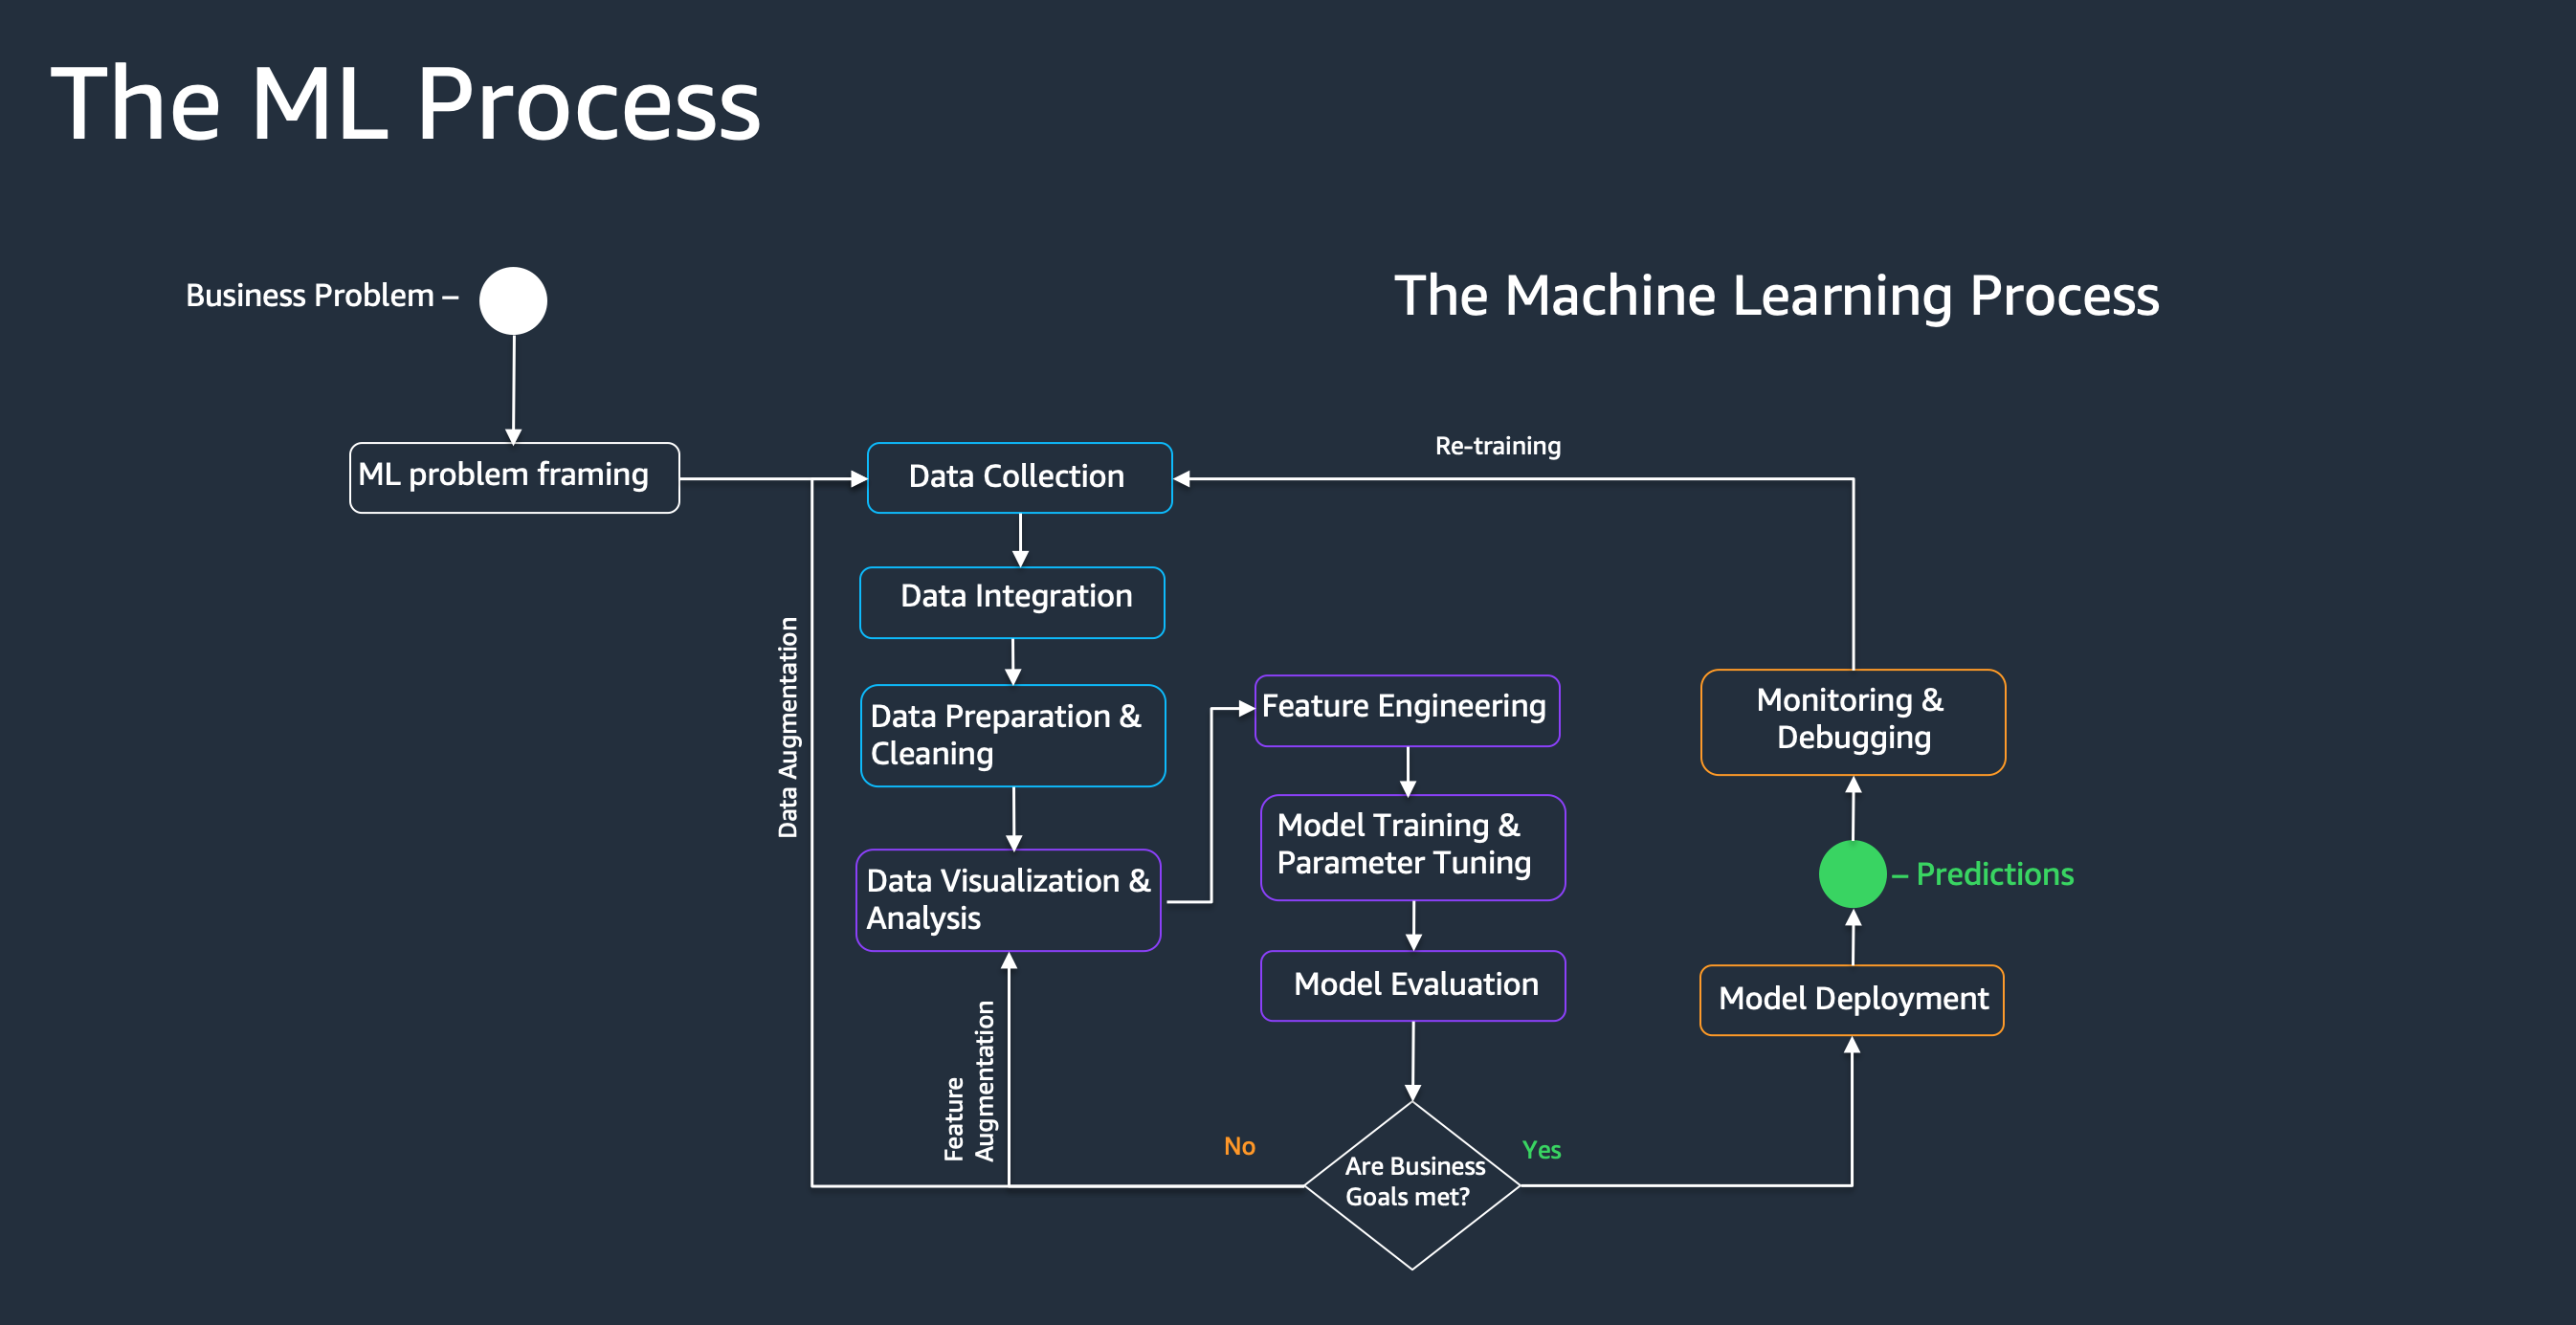 The ML Process
Business Problem –
The Machine Learning Process
ML problem framing
Data Collection
Re-training
Data Integration
Data Augmentation
Data Preparation &
Cleaning
Feature Engineering
Monitoring &
Debugging
Data Visualization &
Analysis
Model Training &
Parameter Tuning
– Predictions
Model Evaluation
Model Deployment
Feature
Augmentation
No
Yes
Are Business
Goals met?